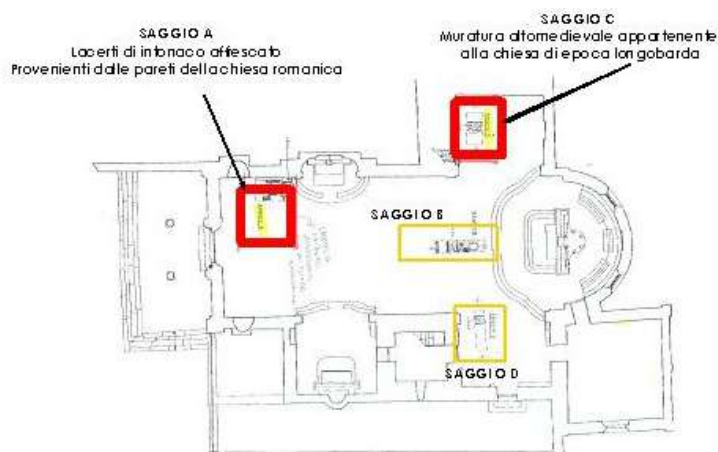 SAGGIO A
Lacerti di intonaco affescato
Provenienti dalle pareti della chiesa romanica
SAGGIO C
Muratura altomedievale appartenente
alla chiesa di epoca longobarda
SAGGIO B
SAGGIO D